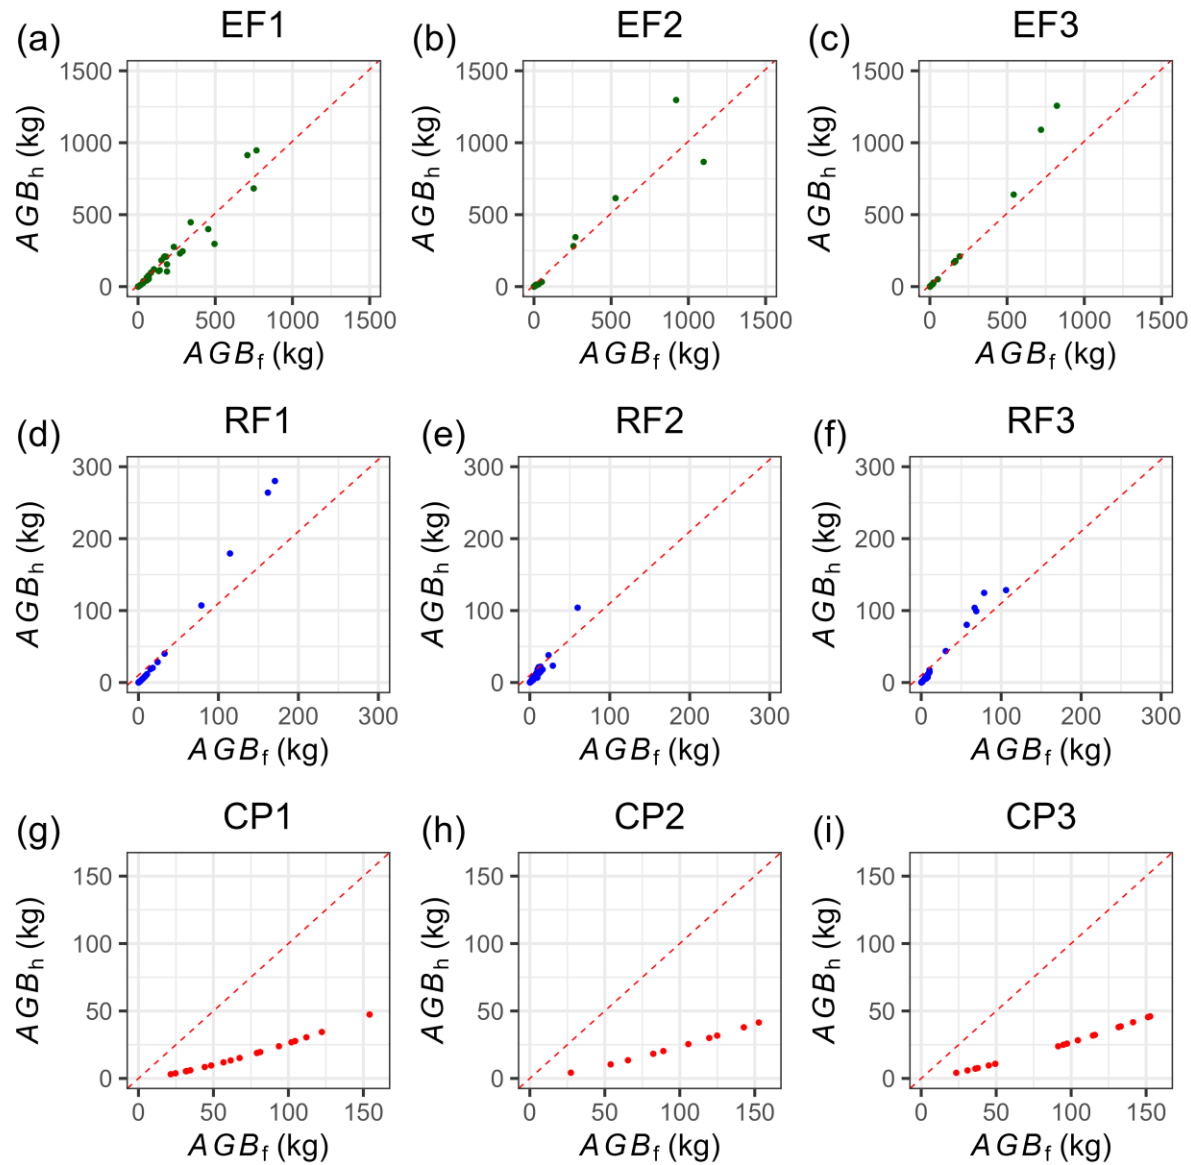 (a) EF1 (b) EF2 (c) EF3
1500 1500 1500
1000 1000 1000
500 500 500
0 0 0
AGBh (kg) AGBh (kg) AGBh (kg)
0 500 1000 1500 0 500 1000 1500 0 500 1000 1500
AGBf (kg) AGBf (kg) AGBf (kg)
(d) RF1 (e) RF2 (f) RF3
300 300 300
200 200 200
100 100 100
0 0 0
AGBh (kg) AGBh (kg) AGBh (kg)
0 100 200 300 0 100 200 300 0 100 200 300
AGBf (kg) AGBf (kg) AGBf (kg)
(g) CP1 (h) CP2 (i) CP3
150 150 150
100 100 100
50 50 50
0 0 0
AGBh (kg) AGBh (kg) AGBh (kg)
0 50 100 150 0 50 100 150 0 50 100 150
AGBf (kg) AGBf (kg) AGBf (kg)